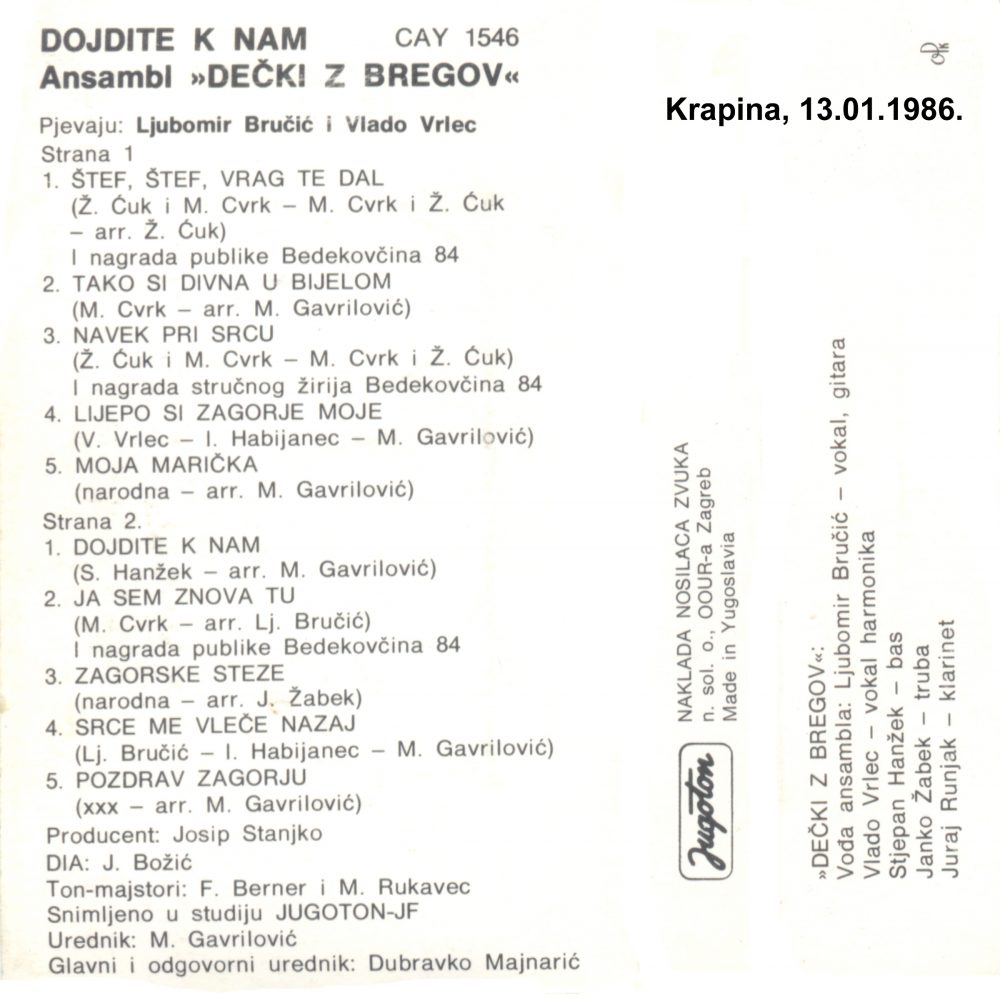 DOJDITE K NAM CAY 1546
Ansambl »DEČKI Z BREGOV«
Pjevaju: Ljubomir Bručić i Vlado Vrlec
Strana 1
1. ŠTEF, ŠTEF, VRAG TE DAL
(Ž. Ćuk i M. Cvrk – M. Cvrk i Ž. Ćuk
– arr. Ž. Ćuk)
I nagrada publike Bedekovčina 84
2. TAKO SI DIVNA U BIJELOM
(M. Cvrk – arr. M. Gavrilović)
3. NAVEK PRI SRCU
(Ž. Ćuk i M. Cvrk – M. Cvrk i Ž. Ćuk)
I nagrada stručnog žirija Bedekovčina 84
4. LIJEPO SI ZAGORJE MOJE
(V. Vrlec – I. Habijanec – M. Gavrilović)
5. MOJA MARIČKA
(narodna – arr. M. Gavrilović)
Strana 2.
1. DOJDITE K NAM
(S. Hanžek – arr. M. Gavrilović)
2. JA SEM ZNOVA TU
(M. Cvrk – arr. Lj. Bručić)
I nagrada publike Bedekovčina 84
3. ZAGORSKE STEZE
(narodna – arr. J. Žabek)
4. SRCE ME VLEČE NAZAJ
(Lj. Bručić – I. Habijanec – M. Gavrilović)
5. POZDRAV ZAGORJU
(xxx – arr. M. Gavrilović)
Producent: Josip Stanjko
DIA: J. Božić
Ton-majstori: F. Berner i M. Rukavec
Snimljeno u studiju JUGOTON-JF
Urednik: M. Gavrilović
Glavni i odgovorni urednik: Dubravko Majnarić
Krapina, 13.01.1986.
Jugoton
NAKLADA NOSILACA ZVUKA
n. sol. o., OOUR-a Zagreb
Made in Yugoslavia
»DEČKI Z BREGOV«:
Vođa ansambla: Ljubomir Bručić – vokal, gitara
Vlado Vrlec – vokal harmonika
Stjepan Hanžek – bas
Janko Žabek – truba
Juraj Runjak – klarinet